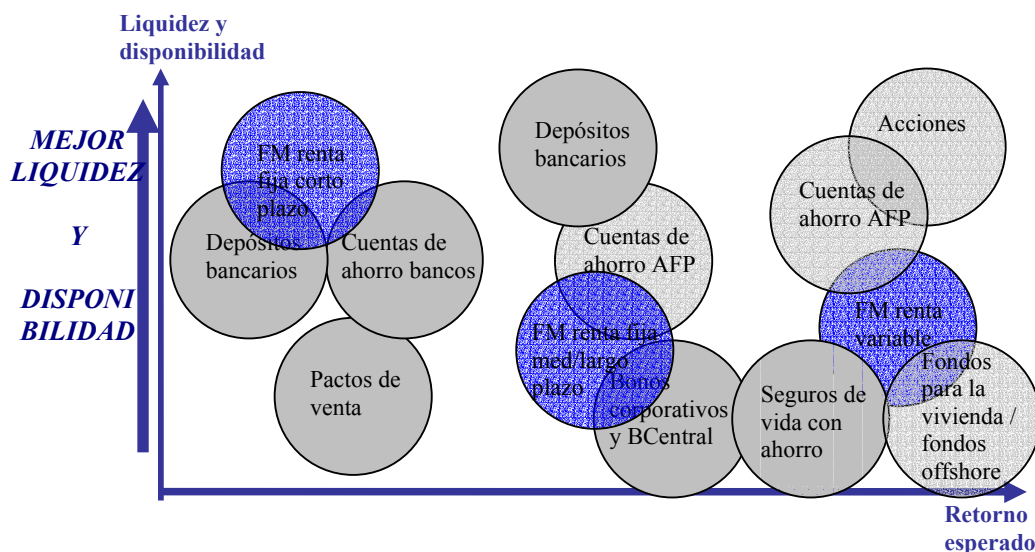 Liquidez y
disponibilidad
MEJOR
LIQUIDEZ
Y
DISPONI
BILIDAD
FM renta
fija corto
plazo
Depósitos
bancarios
Cuentas de
ahorro bancos
Pactos de
venta
Depósitos
bancarios
Cuentas de
ahorro AFP
FM renta fija
med/largo
plazo
Bonos
corporativos
y BCentral
Acciones
Cuentas de
ahorro AFP
FM renta
variable
Seguros de
vida con
ahorro
Fondos
para la
vivienda /
fondos
offshore
Retorno
esperado